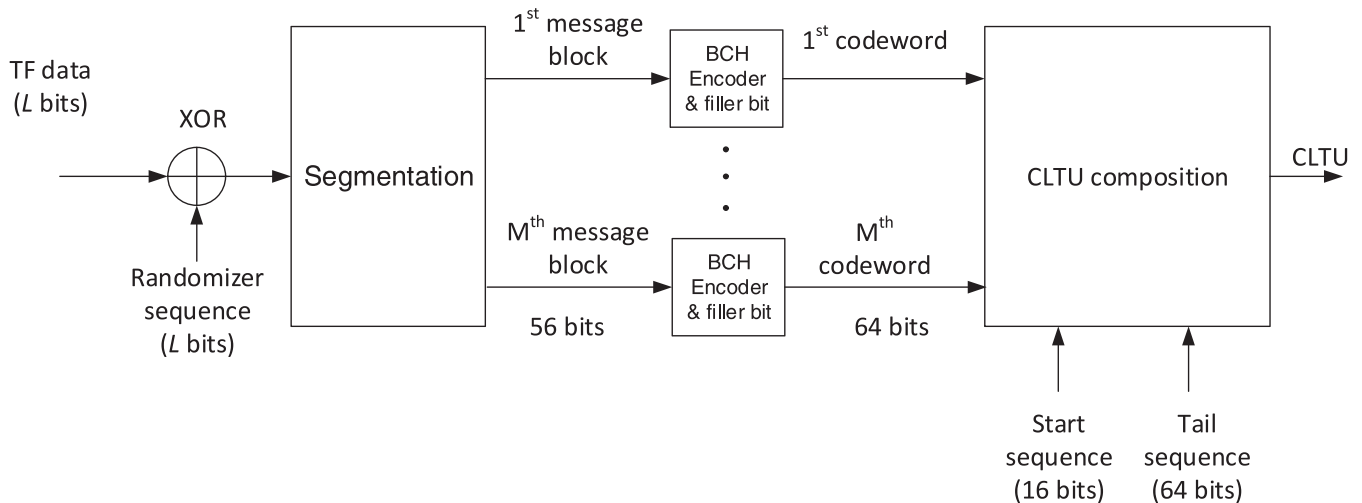 TF data
(L bits)
XOR
Randomizer
sequence
(L bits)
Segmentation
1st message
block
BCH
Encoder
& filler bit
1st codeword
Mth message
block
56 bits
BCH
Encoder
& filler bit
Mth
codeword
64 bits
CLTU composition
CLTU
Start
sequence
(16 bits)
Tail
sequence
(64 bits)